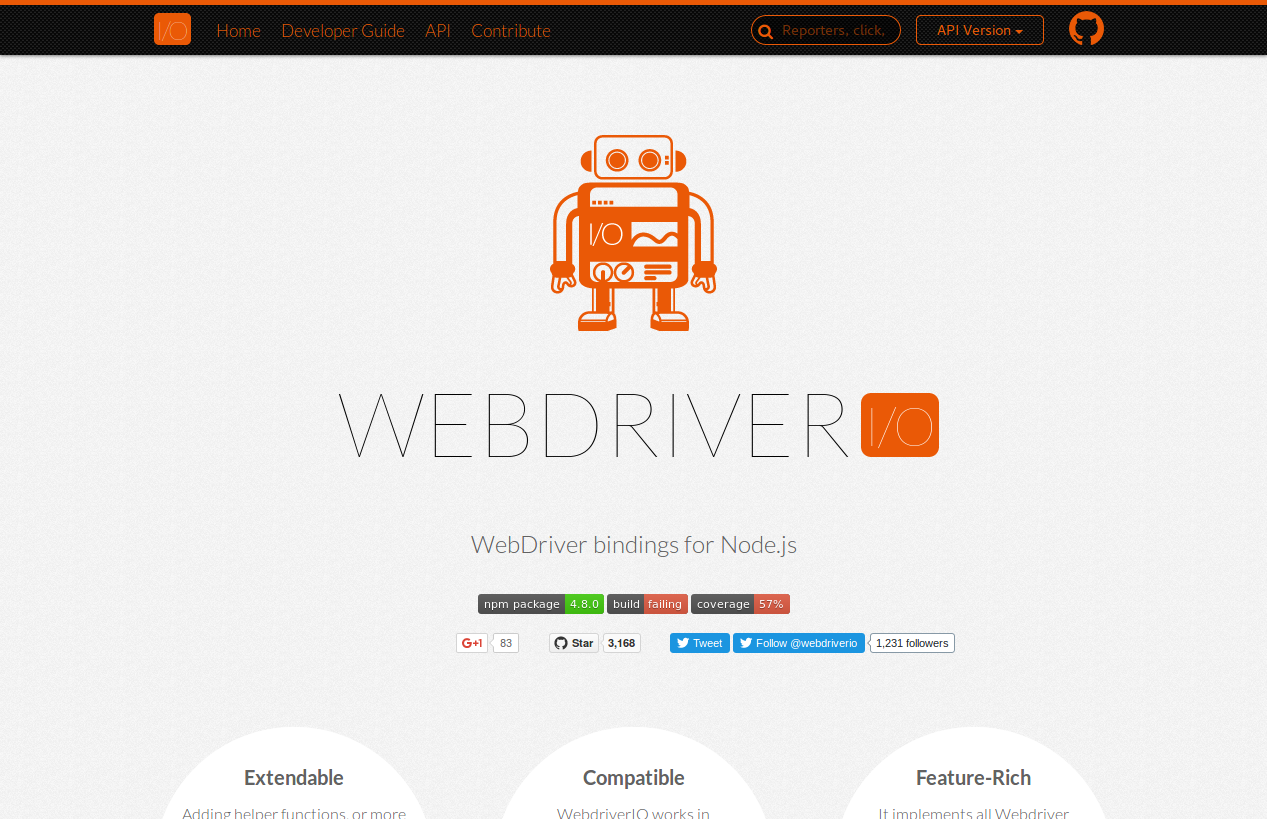 I/O Home Developer Guide API Contribute Reporters, click, API Version
I/O
WEBDRIVER I/O
WebDriver bindings for Node.js
npm package 4.8.0 build failing coverage 57%
G+1 83 Star 3,168 Tweet Follow @webdriverio 1,231 followers
Extendable Compatible Feature-Rich
Adding helper functions, or more WebdriverIO works in It implements all Webdriver